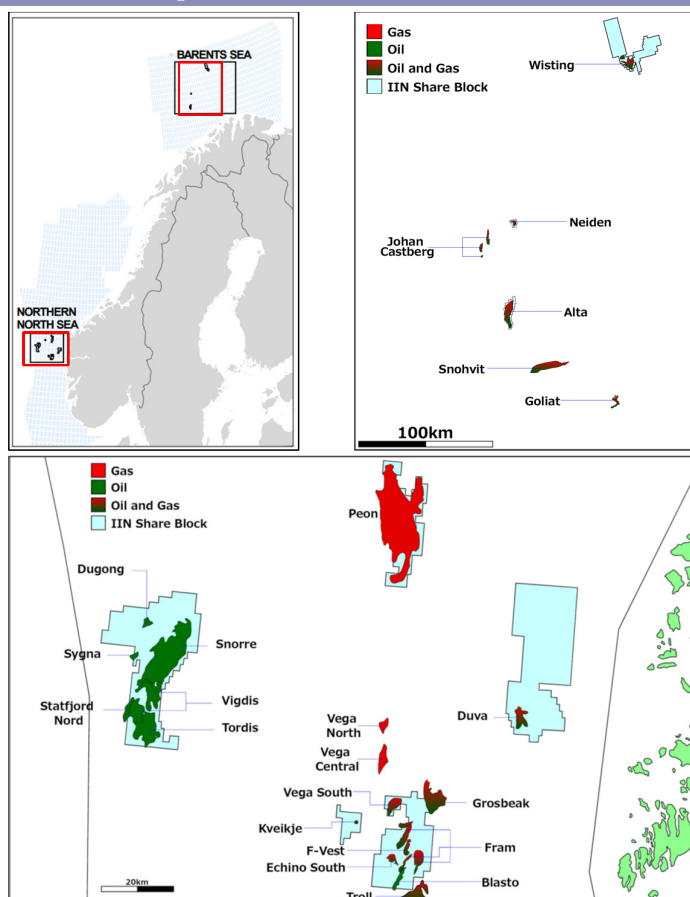 BARENTS SEA
NORTHERN
NORTH SEA
Gas
Oil
Oil and Gas
IIN Share Block
Wisting
Neiden
Johan
Castberg
Alta
Snohvit
Goliat
100km
Gas
Oil
Oil and Gas
IIN Share Block
Peon
Dugong
Snorre
Sygna
Vigdis
Statfjord
Nord
Tordis
Duva
Vega
North
Vega
Central
Vega South
Grosbeak
Kveikje
F-Vest
Fram
Echino South
Blasto
20km
Troll